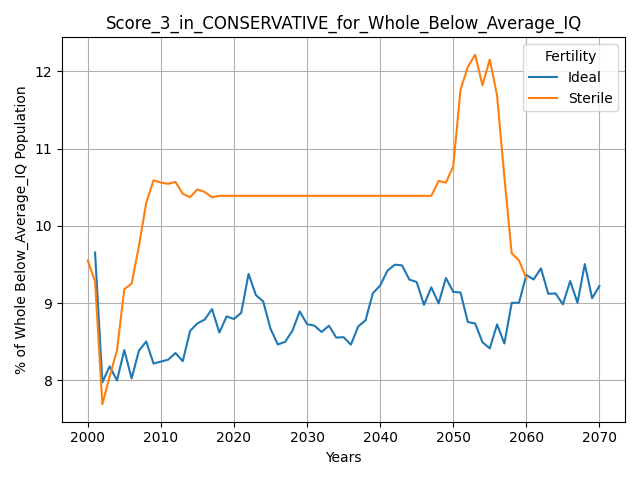 Score_3_in_CONSERVATIVE_for_Whole_Below_Average_IQ
% of Whole Below_Average_IQ Population
12
11
10
9
8
Fertility
Ideal
Sterile
2000 2010 2020 2030 2040 2050 2060 2070
Years